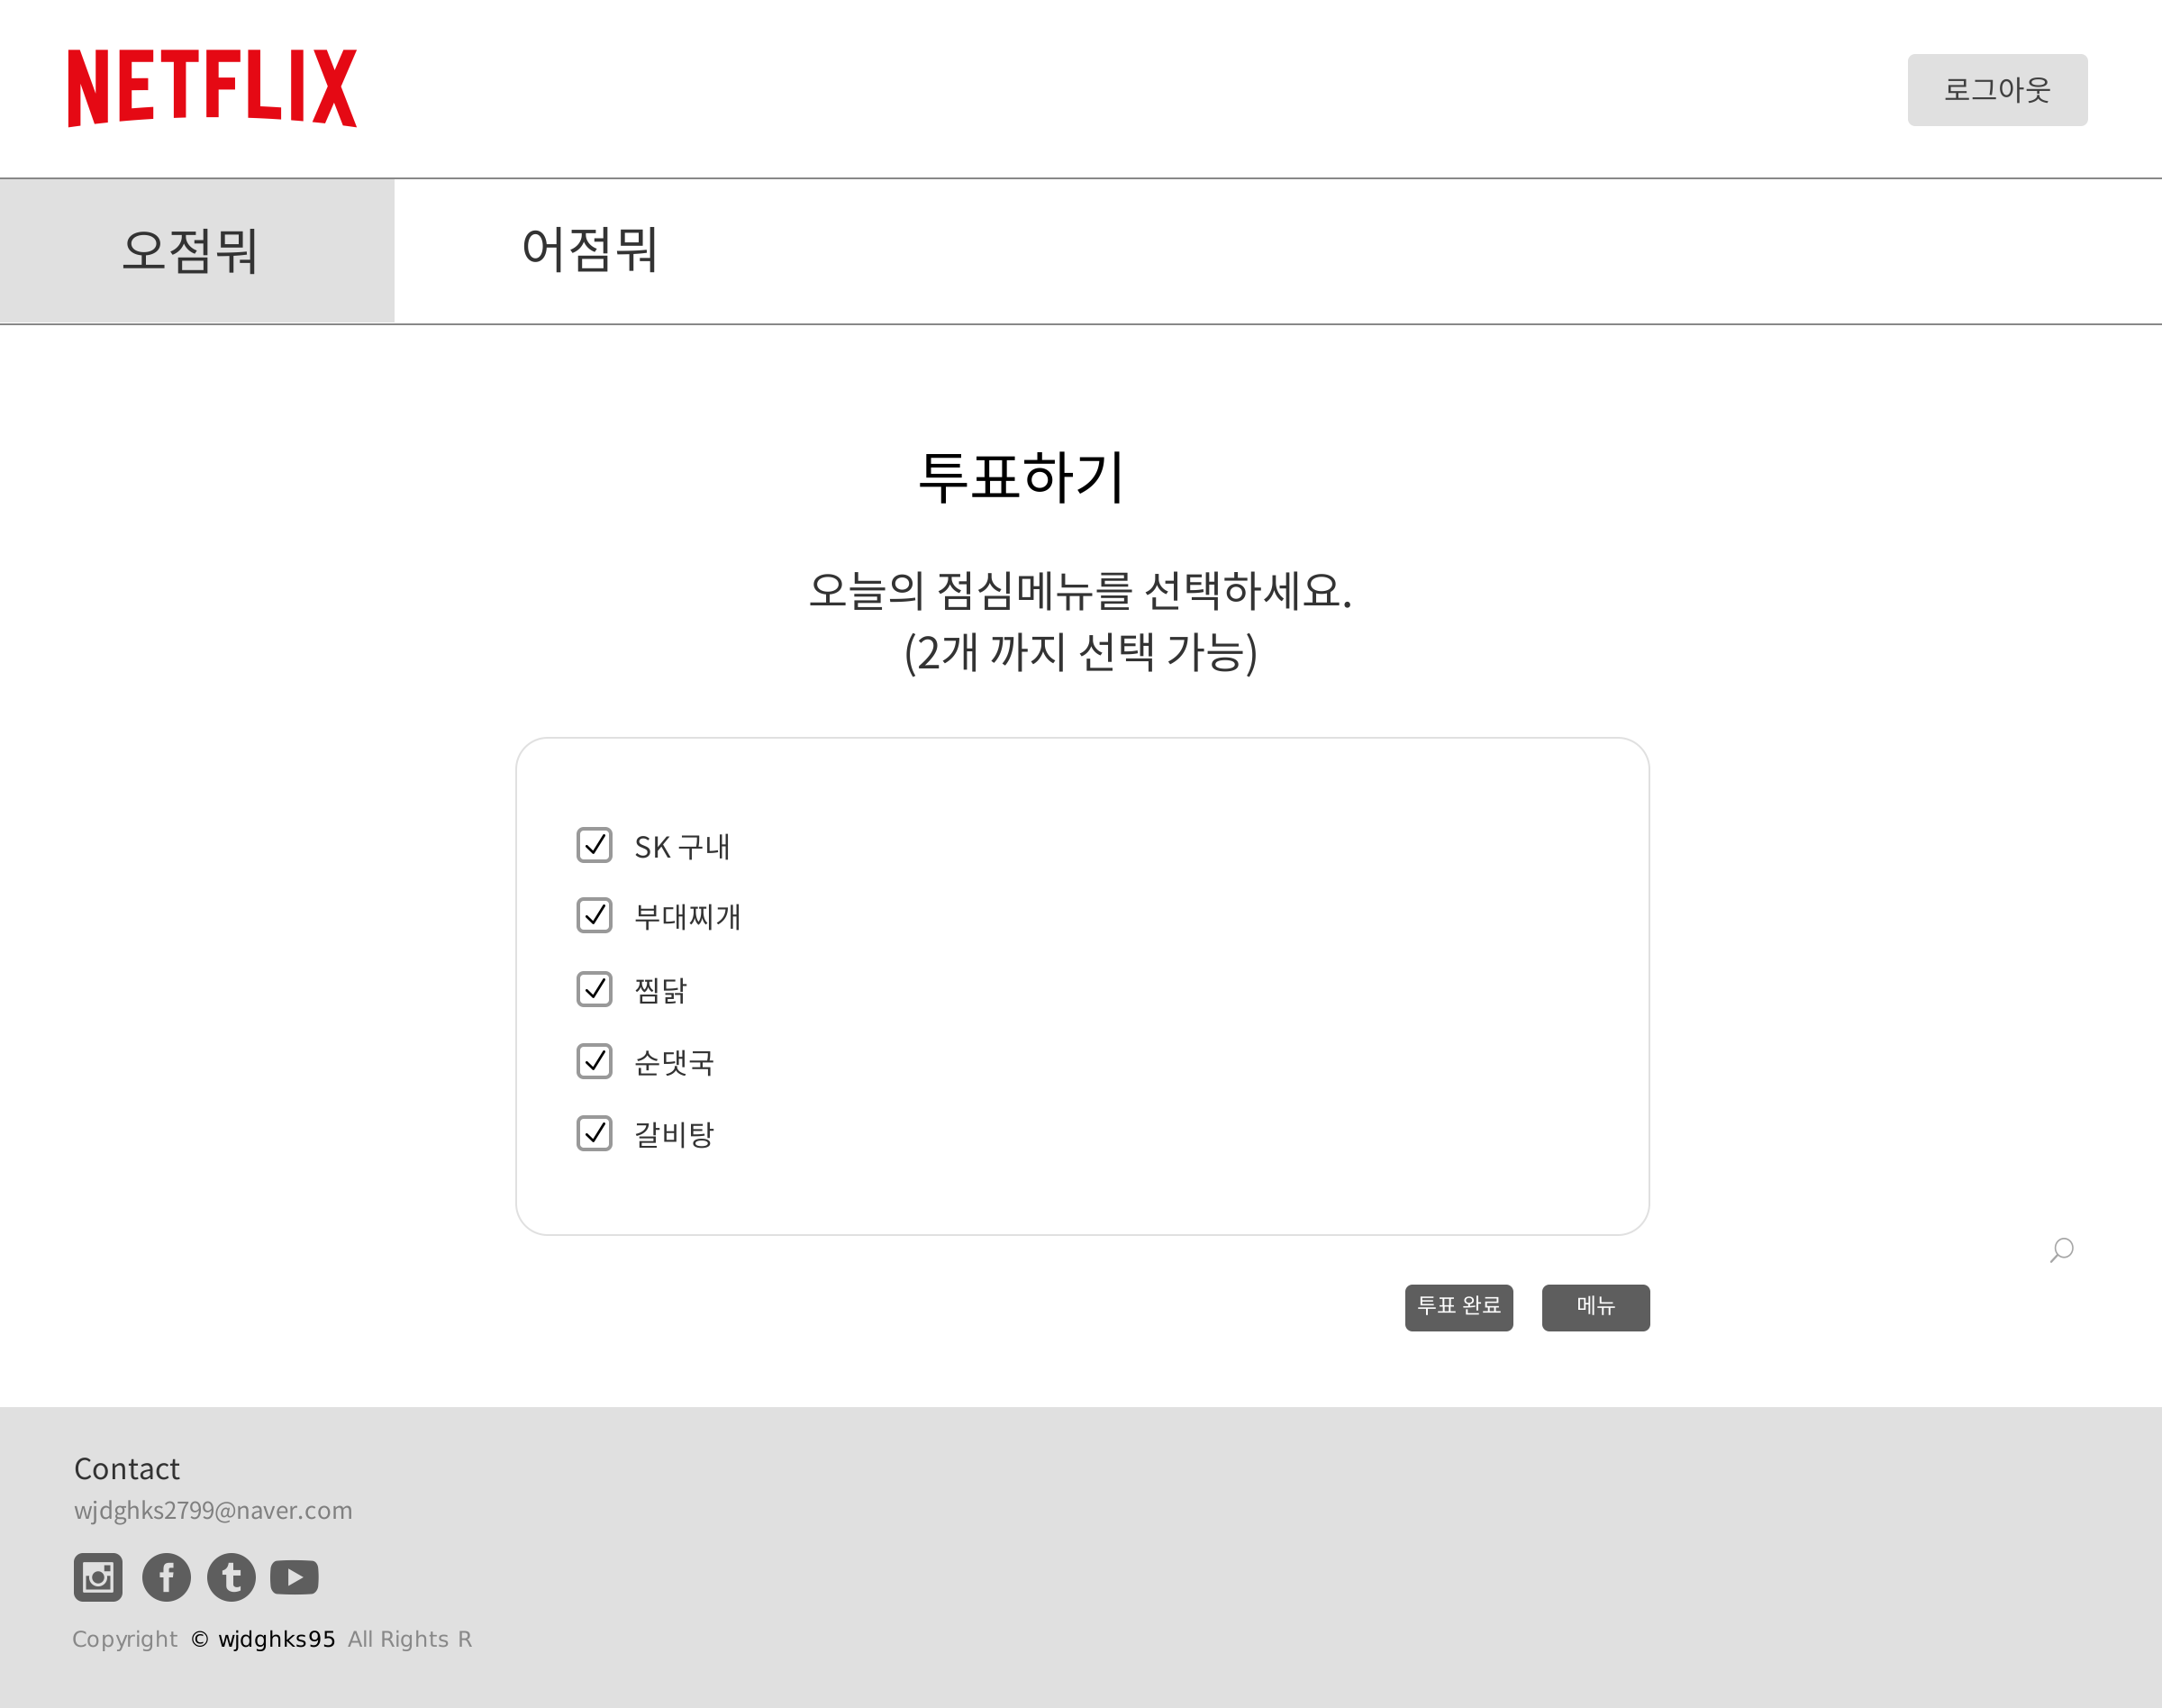 NETFLIX
로그아웃
오점뭐 어점뭐
투표하기
오늘의 점심메뉴를 선택하세요.
(2개 까지 선택 가능)
SK 구내
부대찌개
찜닭
순댓국
갈비탕
투표 완료 메뉴
Contact
wjdghks2799@naver.com
Copyright © wjdghks95 All Rights R